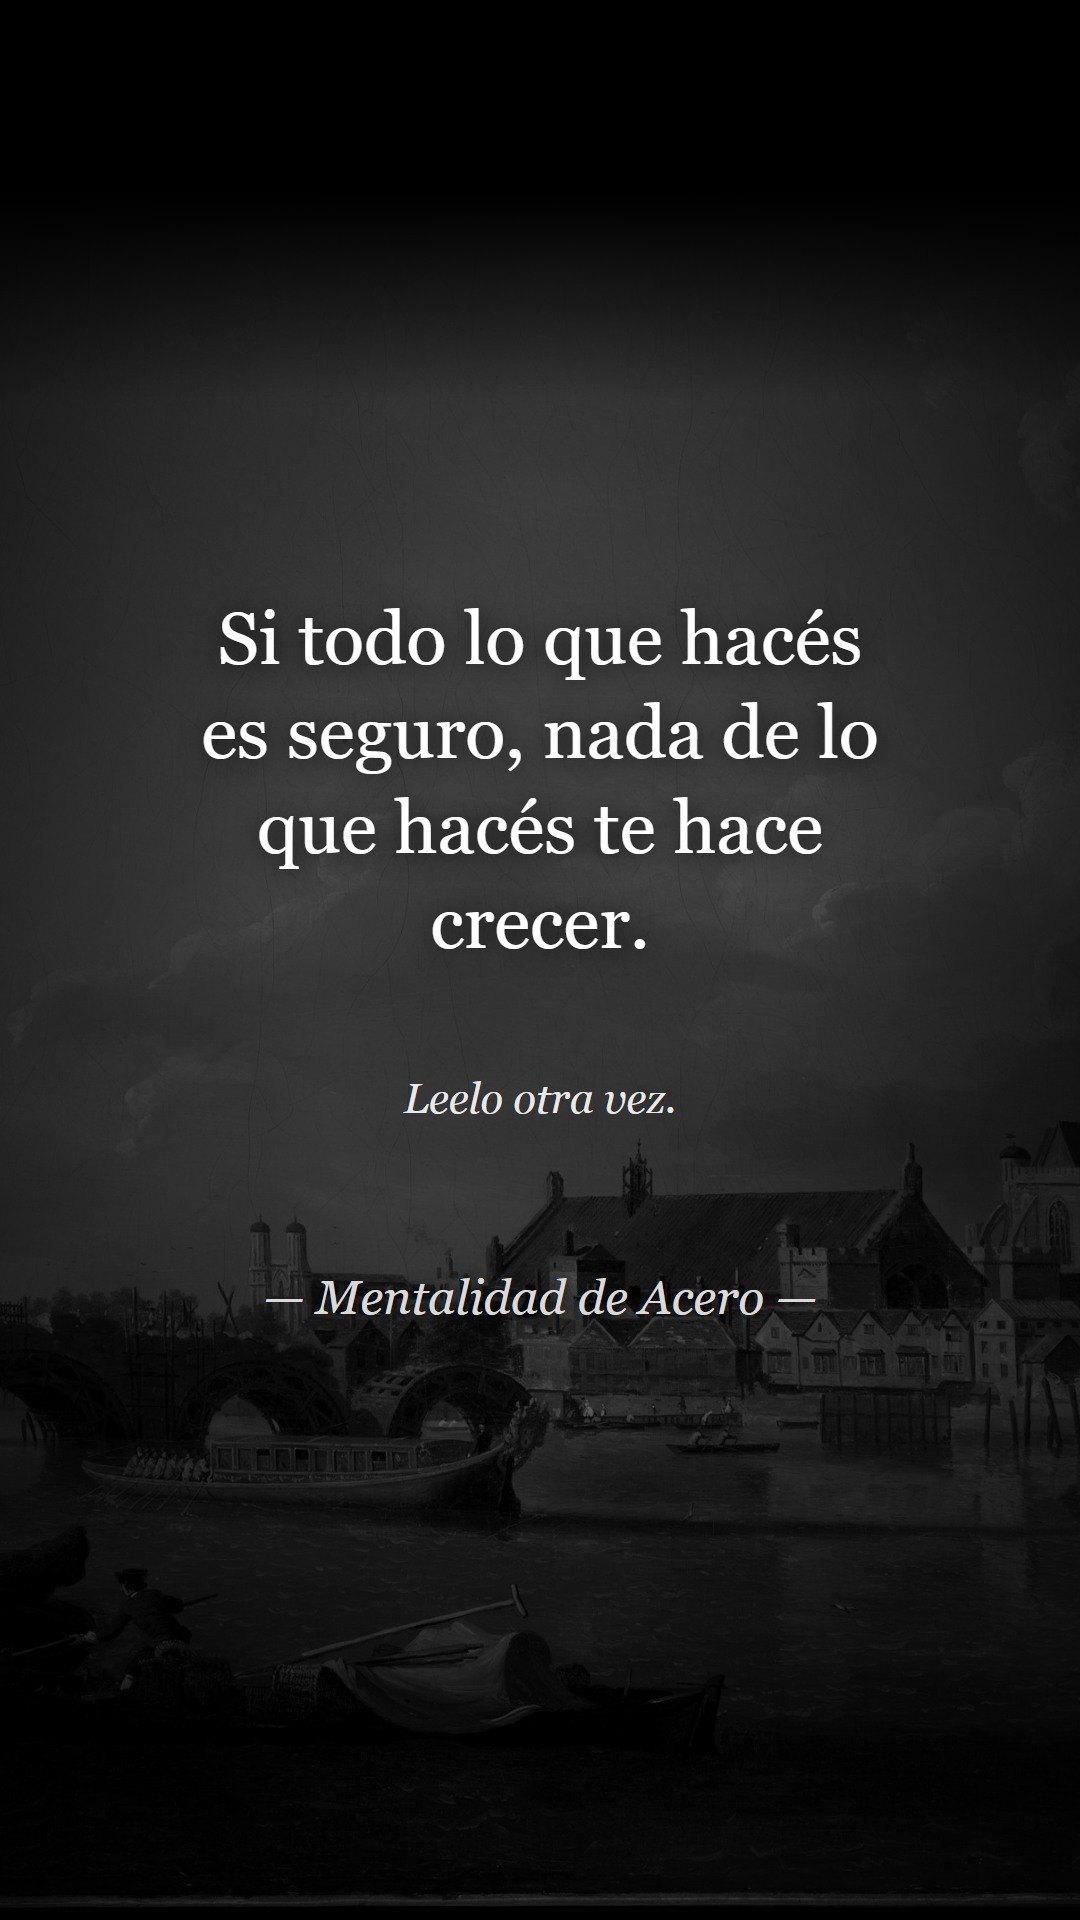 Si todo lo que hacés
es seguro, nada de lo
que hacés te hace
crecer.
Leelo otra vez.
— Mentalidad de Acero —